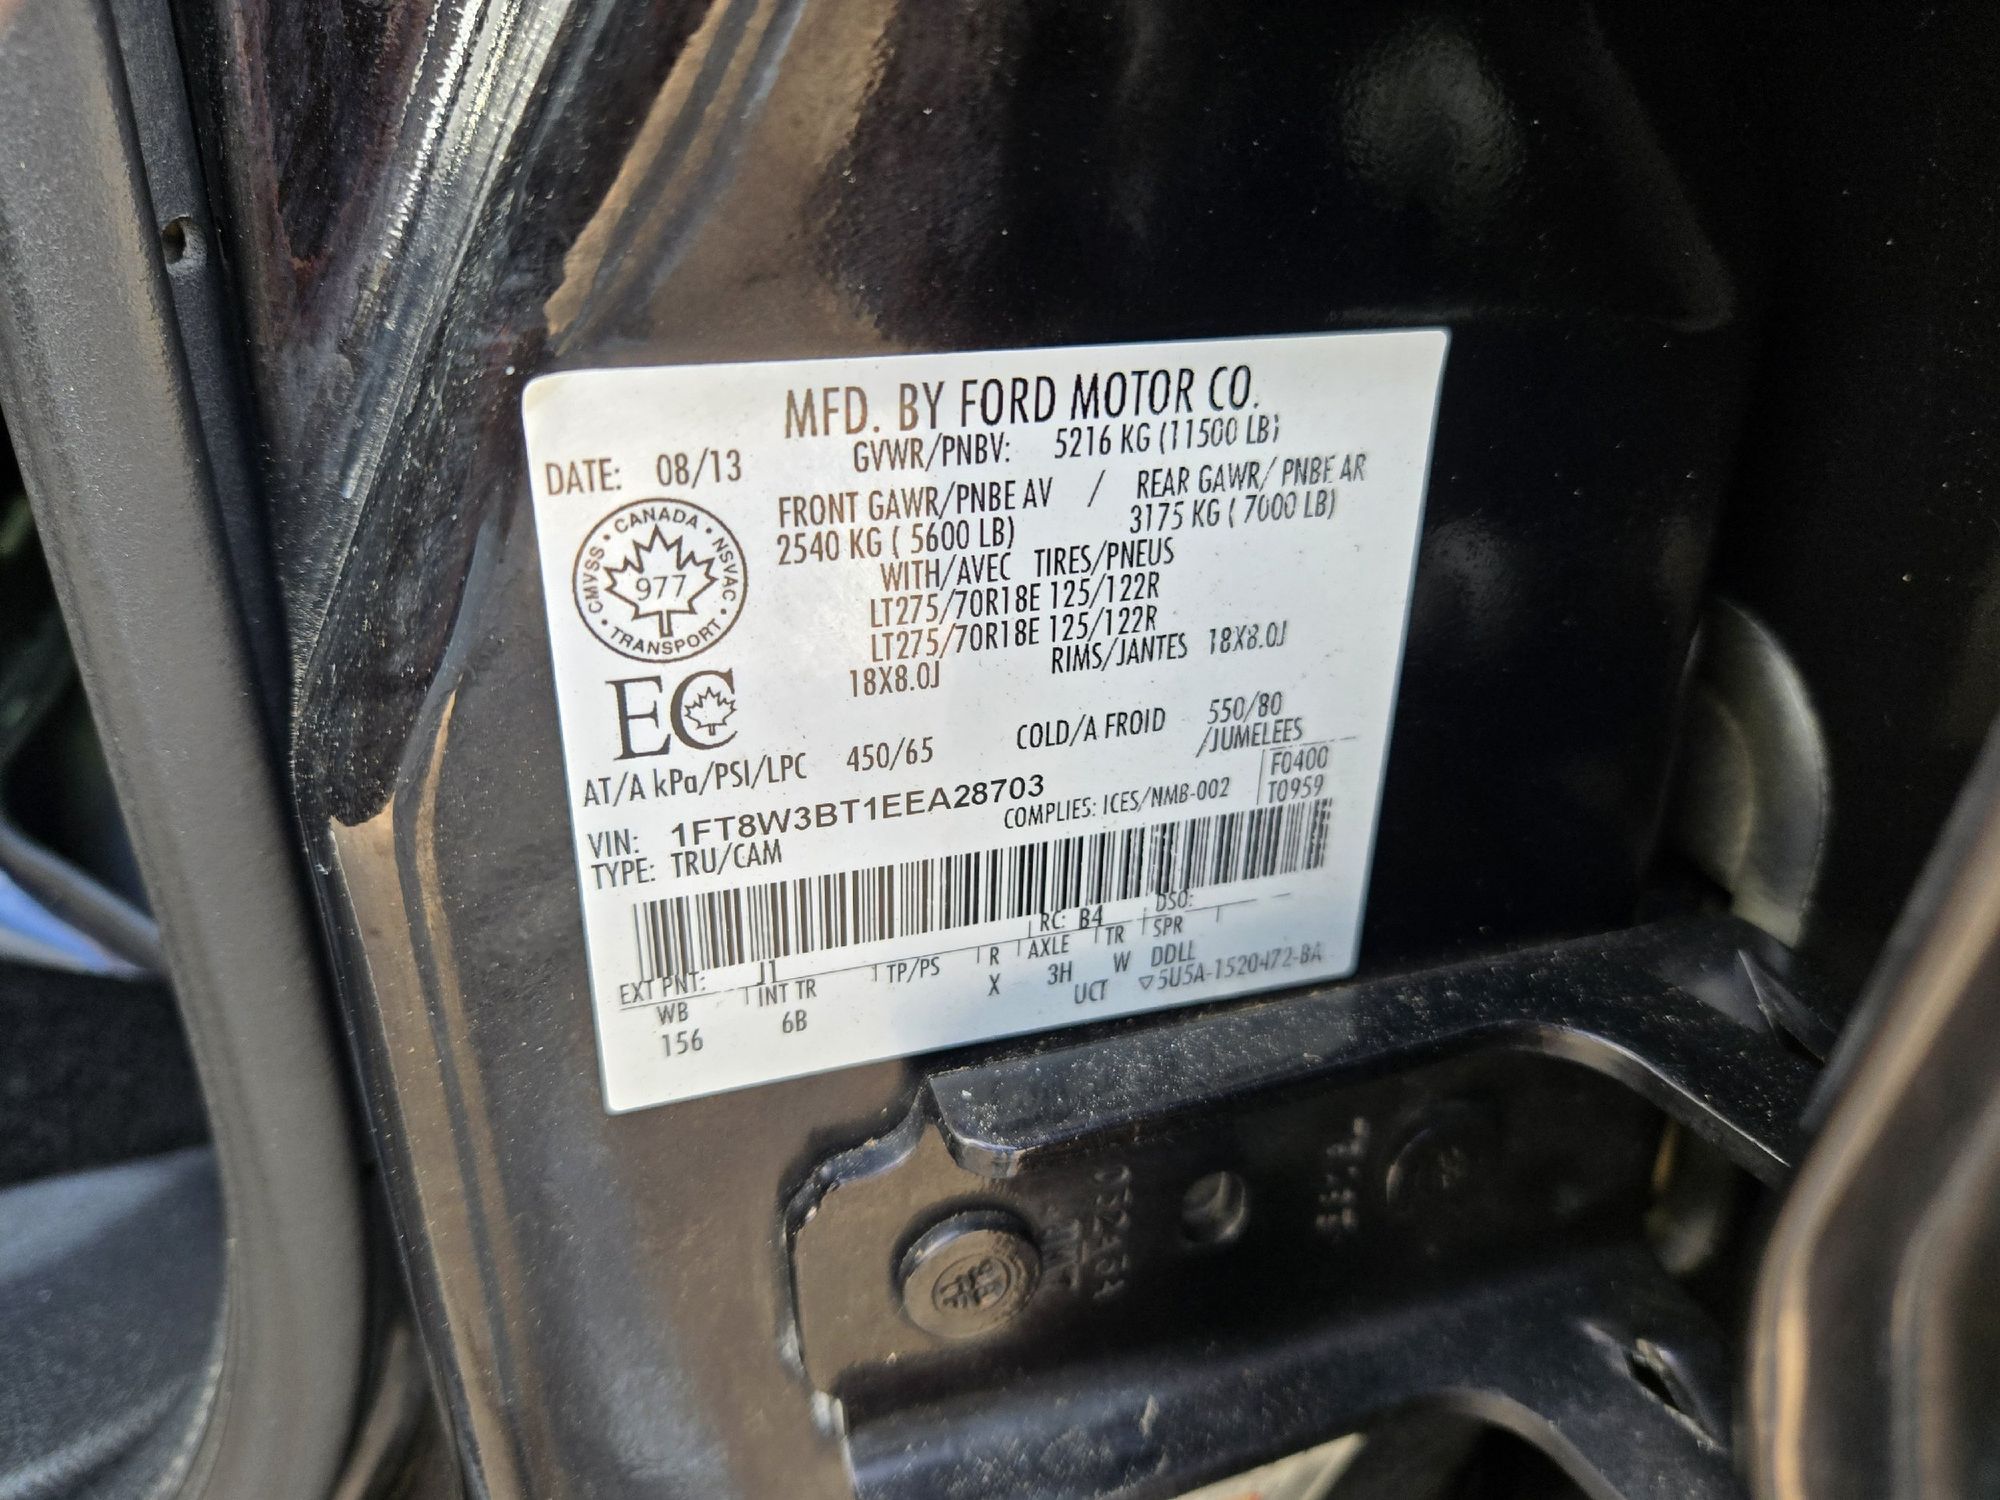 MFD. BY FORD MOTOR CO.
DATE: 08/13 GVWR/PNBV: 5216 KG (11500 LB)
FRONT GAWR/PNBE AV / REAR GAWR/ PNBE AR
2540 KG ( 5600 LB) 3175 KG ( 7000 LB)
WITH/AVEC TIRES/PNEUS
LT275/70R18E 125/122R
LT275/70R18E 125/122R
18X8.0J RIMS/JANTES 18X8.0J
CANADA
CMVSS · NSVAC
977
TRANSPORT
EC
AT/A kPa/PSI/LPC 450/65 COLD/A FROID 550/80
/JUMELEES
VIN: 1FT8W3BT1EEA28703
F0400
T0959
TYPE: TRU/CAM COMPLIES: ICES/NMB-002
EXT PNT: J1 RC: B4 DSO:
WB INT TR TP/PS R AXLE TR SPR
156 6B X 3H W DDLL
UCT ▽5U5A-1520472-BA